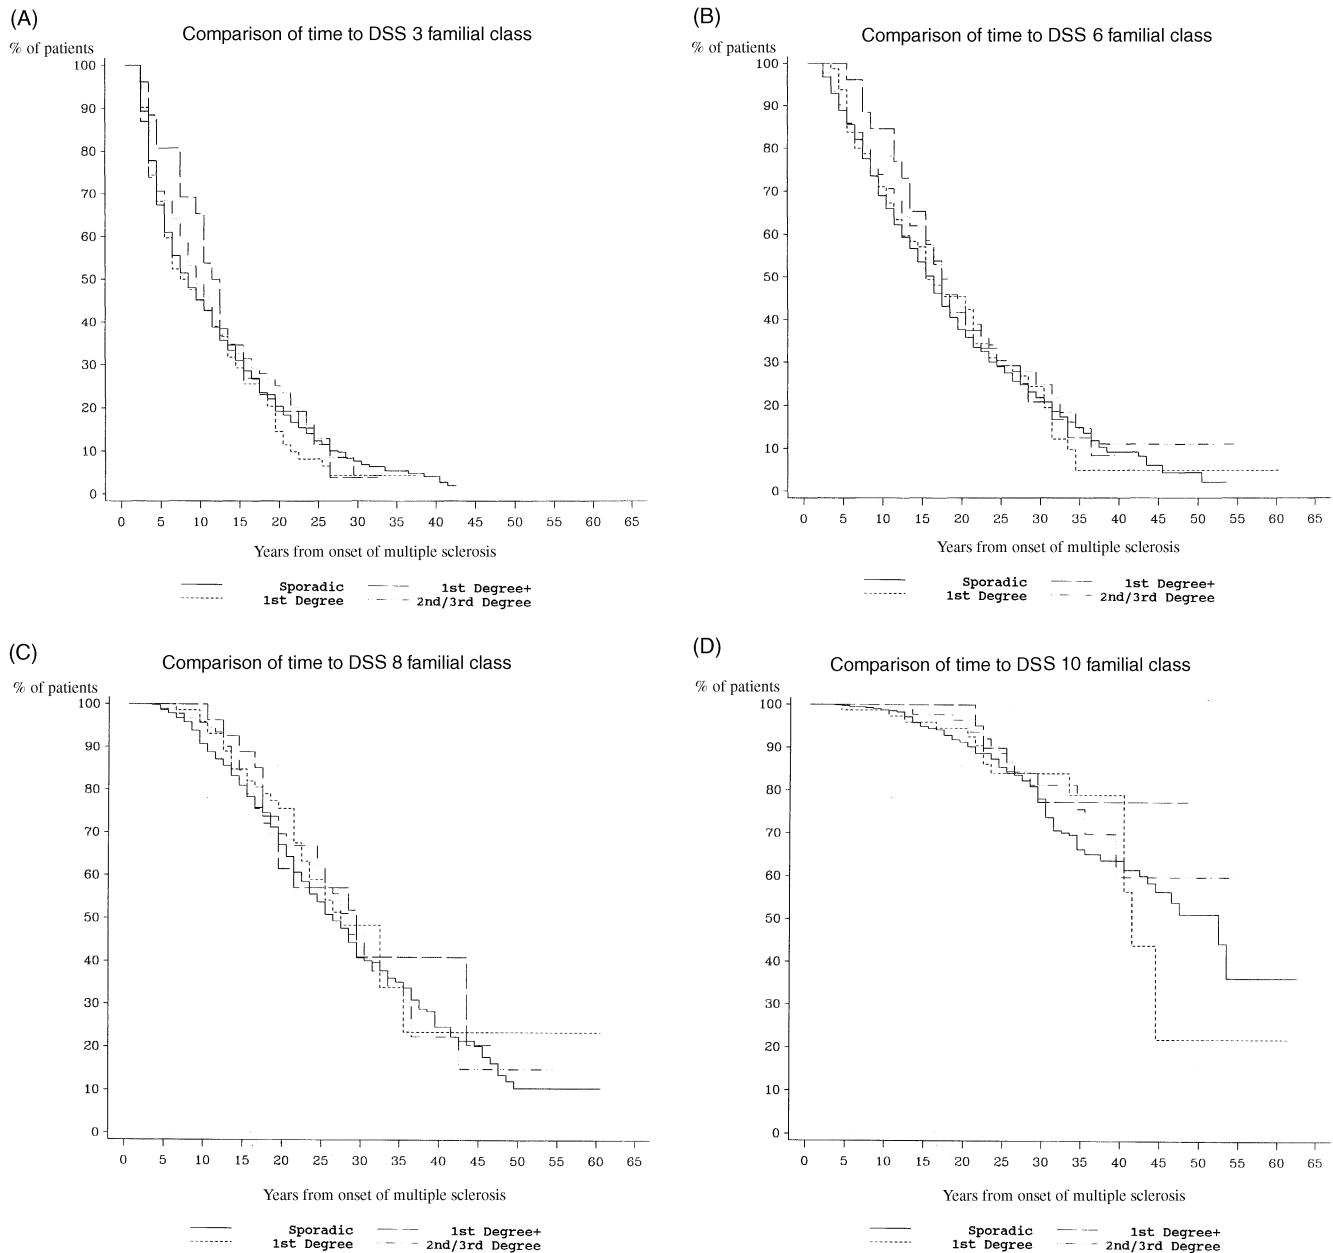 (A)
Comparison of time to DSS 3 familial class
% of patients
100
90
80
70
60
50
40
30
20
10
0
0 5 10 15 20 25 30 35 40 45 50 55 60 65
Years from onset of multiple sclerosis
Sporadic 1st Degree+
1st Degree 2nd/3rd Degree
(B)
Comparison of time to DSS 6 familial class
% of patients
100
90
80
70
60
50
40
30
20
10
0
0 5 10 15 20 25 30 35 40 45 50 55 60 65
Years from onset of multiple sclerosis
Sporadic 1st Degree+
1st Degree 2nd/3rd Degree
(C)
Comparison of time to DSS 8 familial class
% of patients
100
90
80
70
60
50
40
30
20
10
0
0 5 10 15 20 25 30 35 40 45 50 55 60 65
Years from onset of multiple sclerosis
Sporadic 1st Degree+
1st Degree 2nd/3rd Degree
(D)
Comparison of time to DSS 10 familial class
% of patients
100
90
80
70
60
50
40
30
20
10
0
0 5 10 15 20 25 30 35 40 45 50 55 60 65
Years from onset of multiple sclerosis
Sporadic 1st Degree+
1st Degree 2nd/3rd Degree